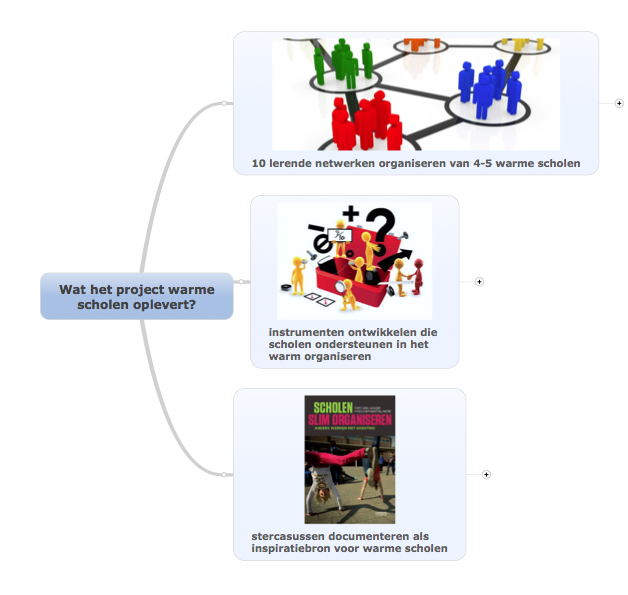 10 lerende netwerken organiseren van 4-5 warme scholen
Wat het project warme
scholen oplevert?
instrumenten ontwikkelen die
scholen ondersteunen in het
warm organiseren
SCHOLEN
SLIM ORGANISEREN
stercasussen documenteren als
inspiratiebron voor warme scholen